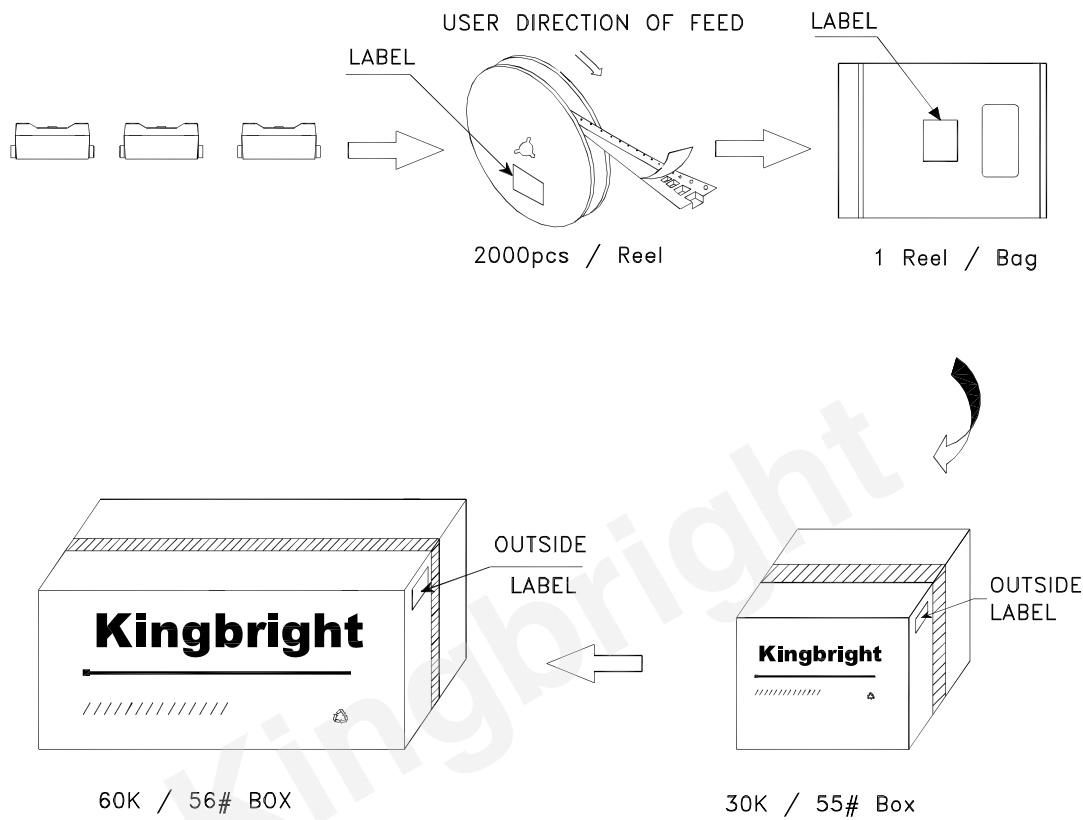 USER DIRECTION OF FEED
LABEL
LABEL
2000pcs / Reel
1 Reel / Bag
OUTSIDE
LABEL
OUTSIDE
LABEL
Kingbright
Kingbright
60K / 56# BOX
30K / 55# Box
Kingbright